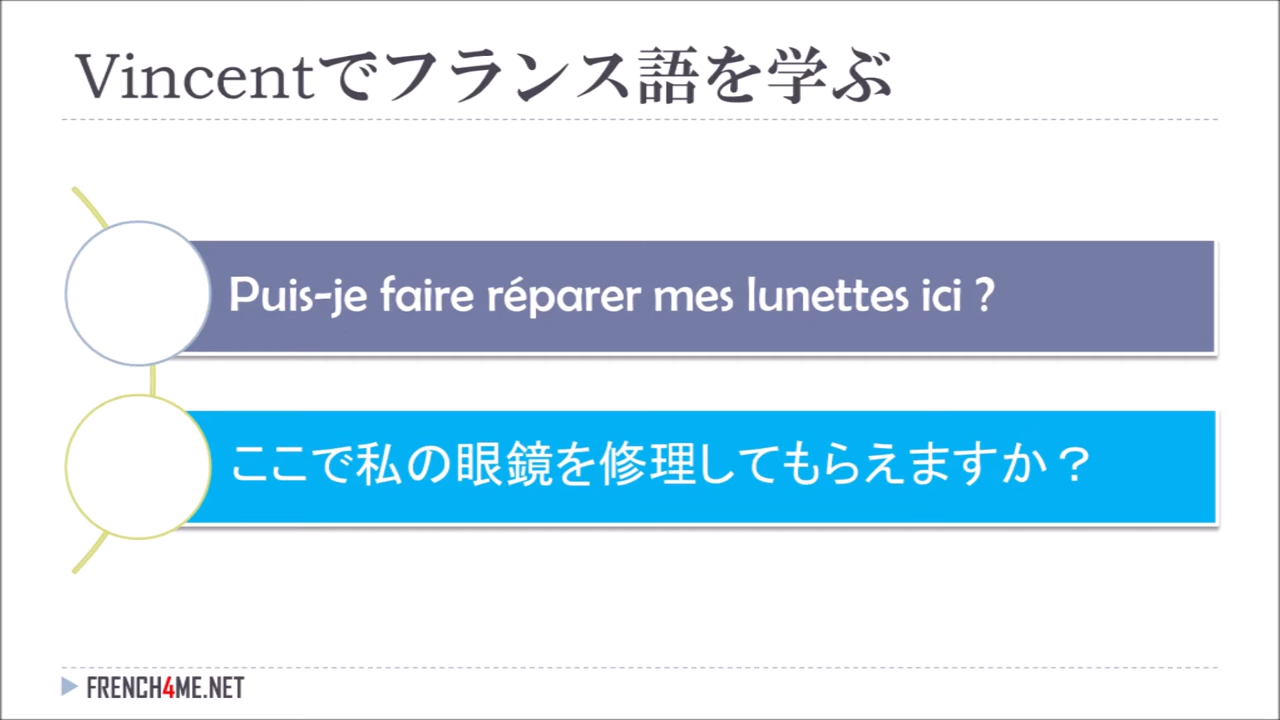 Vincentでフランス語を学ぶ
Puis-je faire réparer mes lunettes ici ?
ここで私の眼鏡を修理してもらえますか？
FRENCH4ME.NET